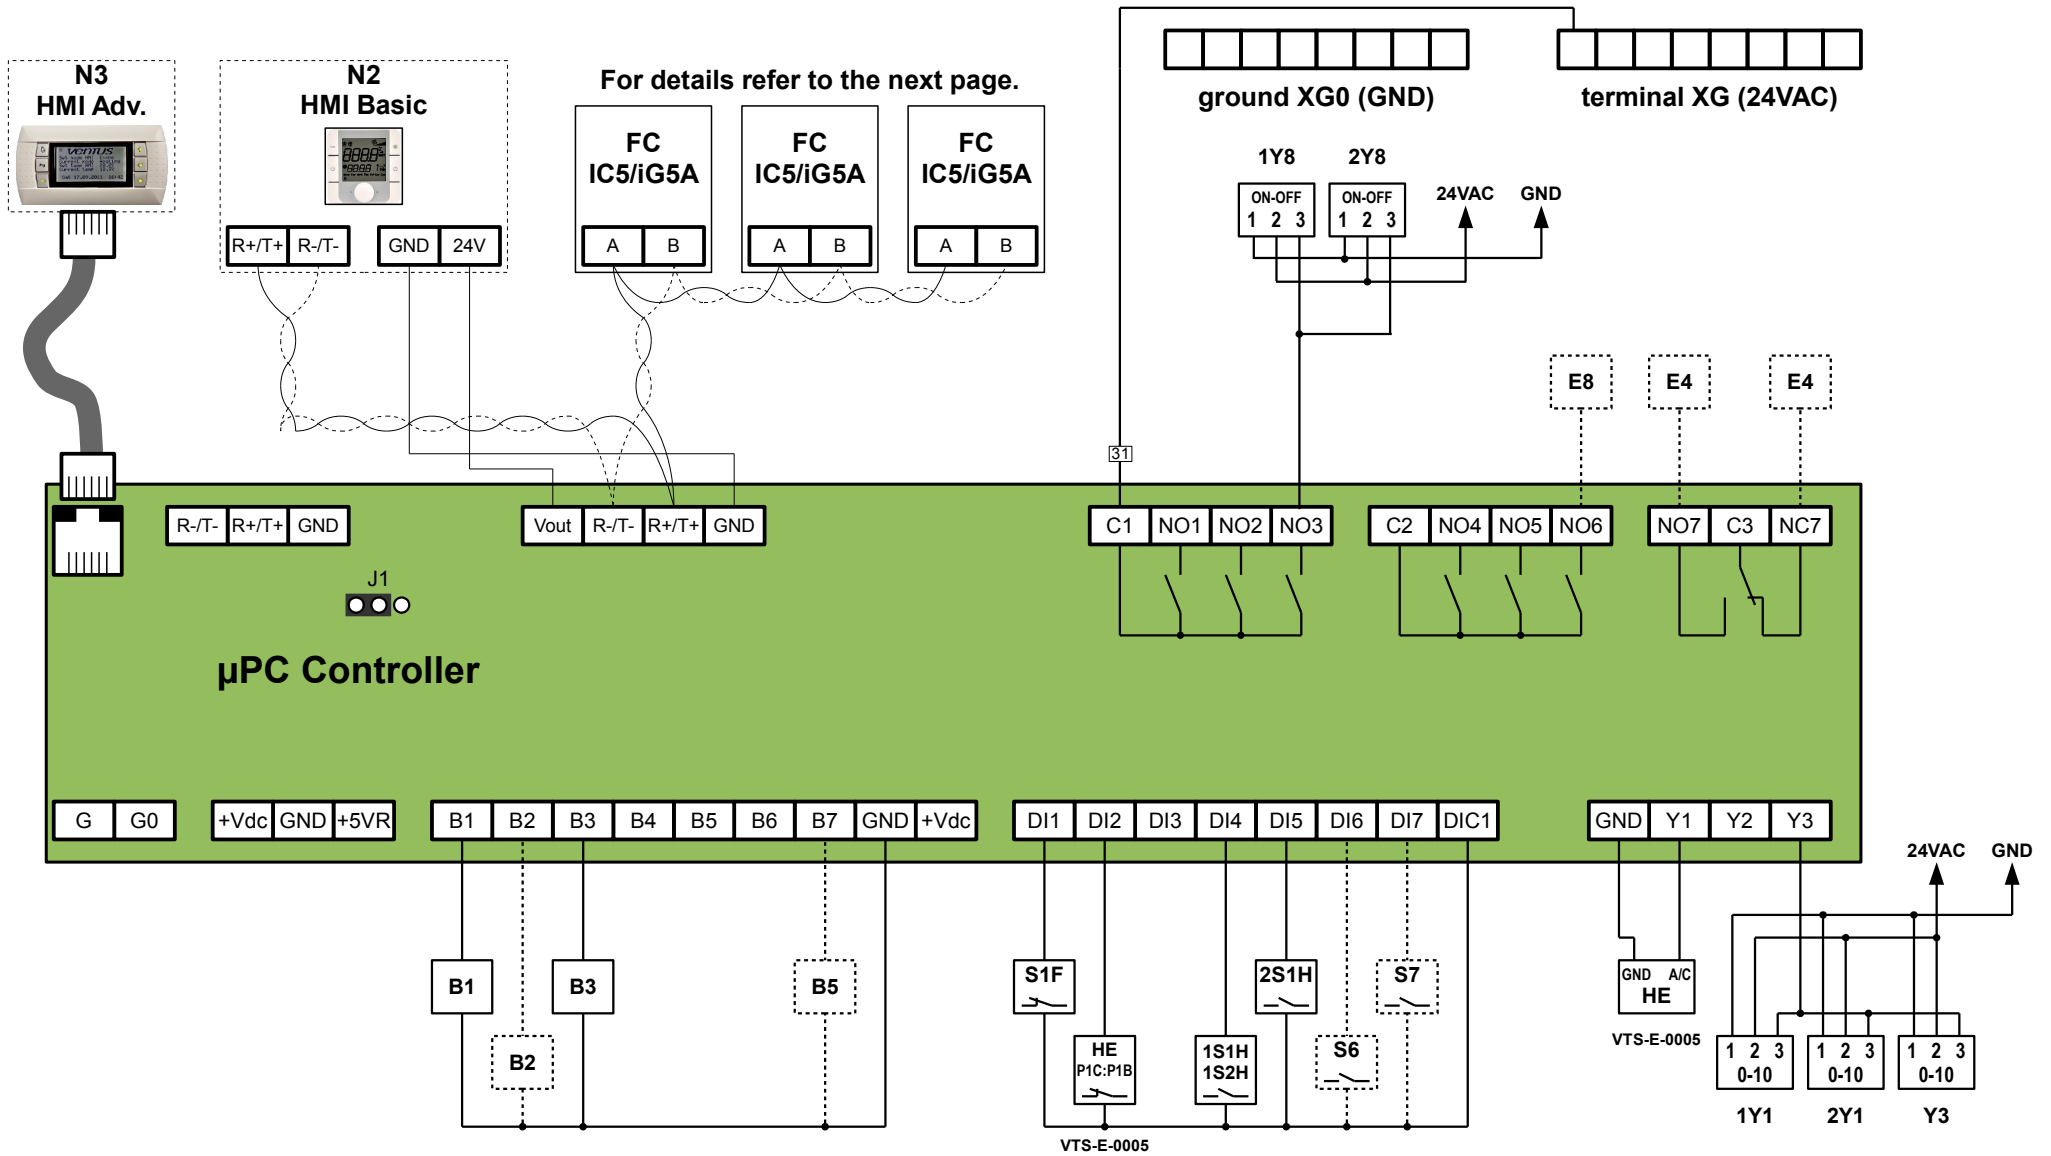 N3
HMI Adv.
VENTUS
N2
HMI Basic
R+/T+ R-/T- GND 24V
For details refer to the next page.
FC
IC5/iG5A
A B
FC
IC5/iG5A
A B
FC
IC5/iG5A
A B
ground XG0 (GND)
terminal XG (24VAC)
1Y8 2Y8
ON-OFF
1 2 3
ON-OFF
1 2 3
24VAC GND
E8 E4 E4
31
R-/T- R+/T+ GND
Vout R-/T- R+/T+ GND
C1 NO1 NO2 NO3
C2 NO4 NO5 NO6
NO7 C3 NC7
J1
µPC Controller
G G0
+Vdc GND +5VR
B1 B2 B3 B4 B5 B6 B7 GND +Vdc
DI1 DI2 DI3 DI4 DI5 DI6 DI7 DIC1
GND Y1 Y2 Y3
24VAC GND
B1 B3 B5
B2
S1F 2S1H S7
HE
P1C:P1B
1S1H
1S2H
S6
VTS-E-0005
GND A/C
HE
VTS-E-0005
1 2 3
0-10
1 2 3
0-10
1 2 3
0-10
1Y1 2Y1 Y3